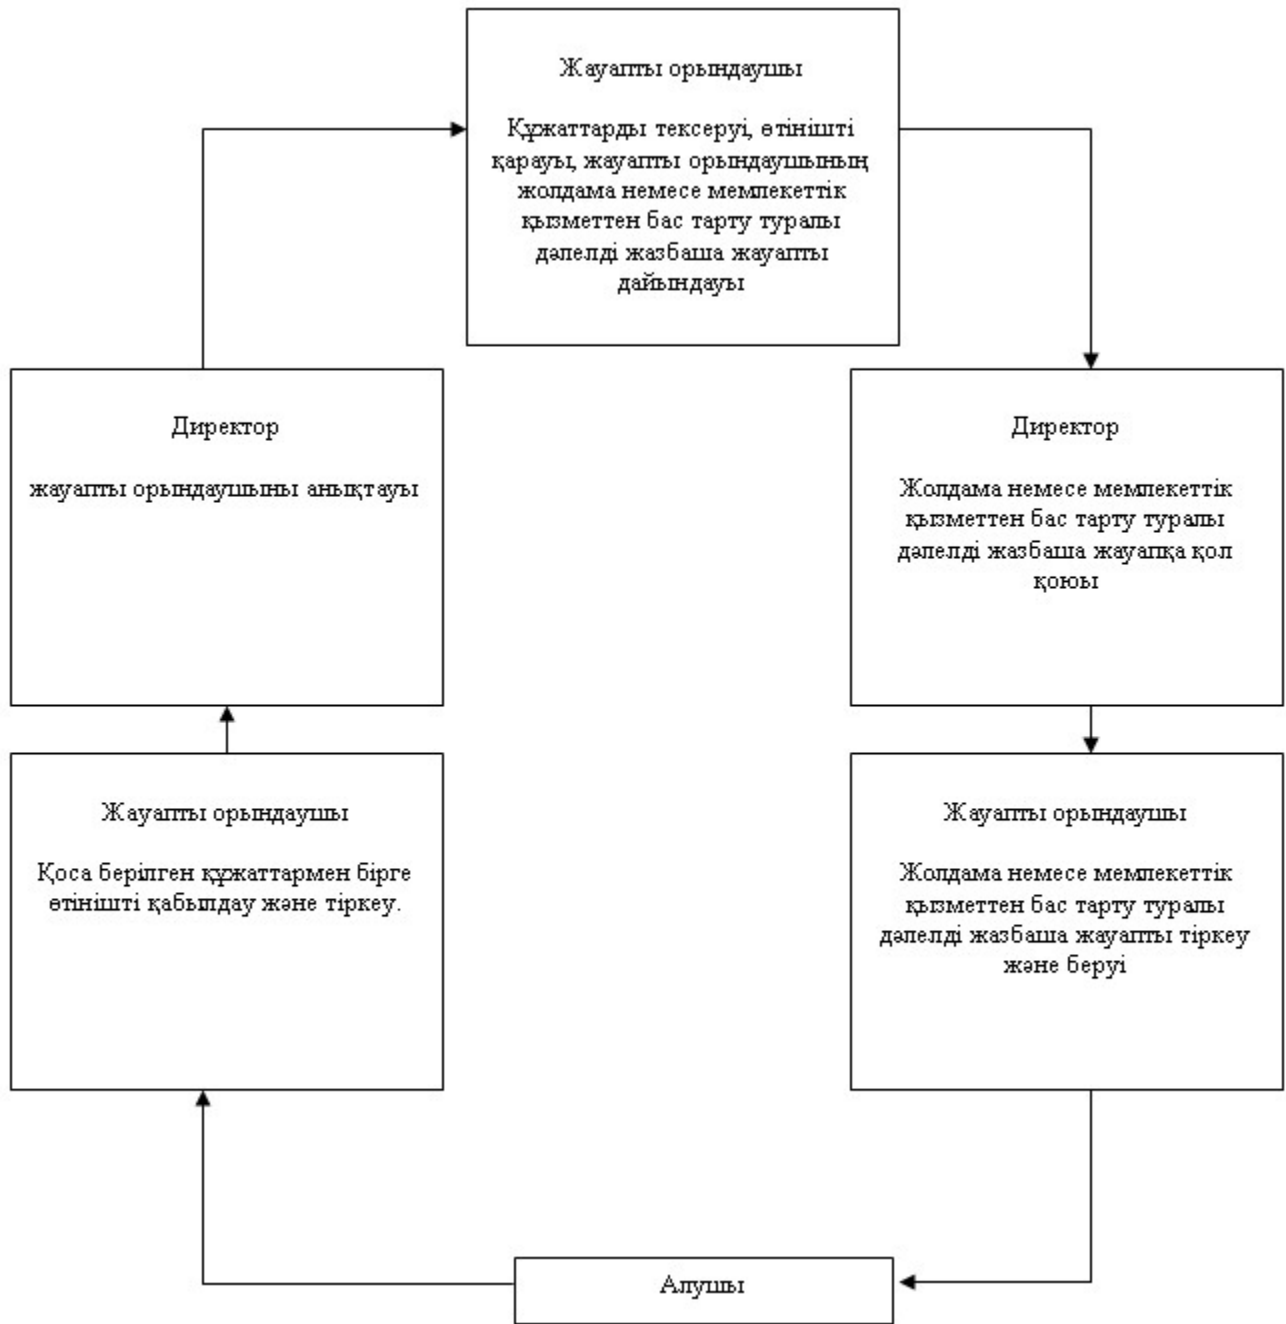 Жауапты орындаушы
Құжаттарды тексеруі, өтінішті
қарауы, жауапты орындаушының
жолдама немесе мемлекеттік
қызметтен бас тарту туралы
дәлелді жазбаша жауапты
дайындауы
Директор
жауапты орындаушыны анықтауы
Директор
Жолдама немесе мемлекеттік
қызметтен бас тарту туралы
дәлелді жазбаша жауапқа қол
қоюы
Жауапты орындаушы
Қоса берілген құжаттармен бірге
өтінішті қабылдау және тіркеу.
Жауапты орындаушы
Жолдама немесе мемлекеттік
қызметтен бас тарту туралы
дәлелді жазбаша жауапты тіркеу
және беруі
Алушы